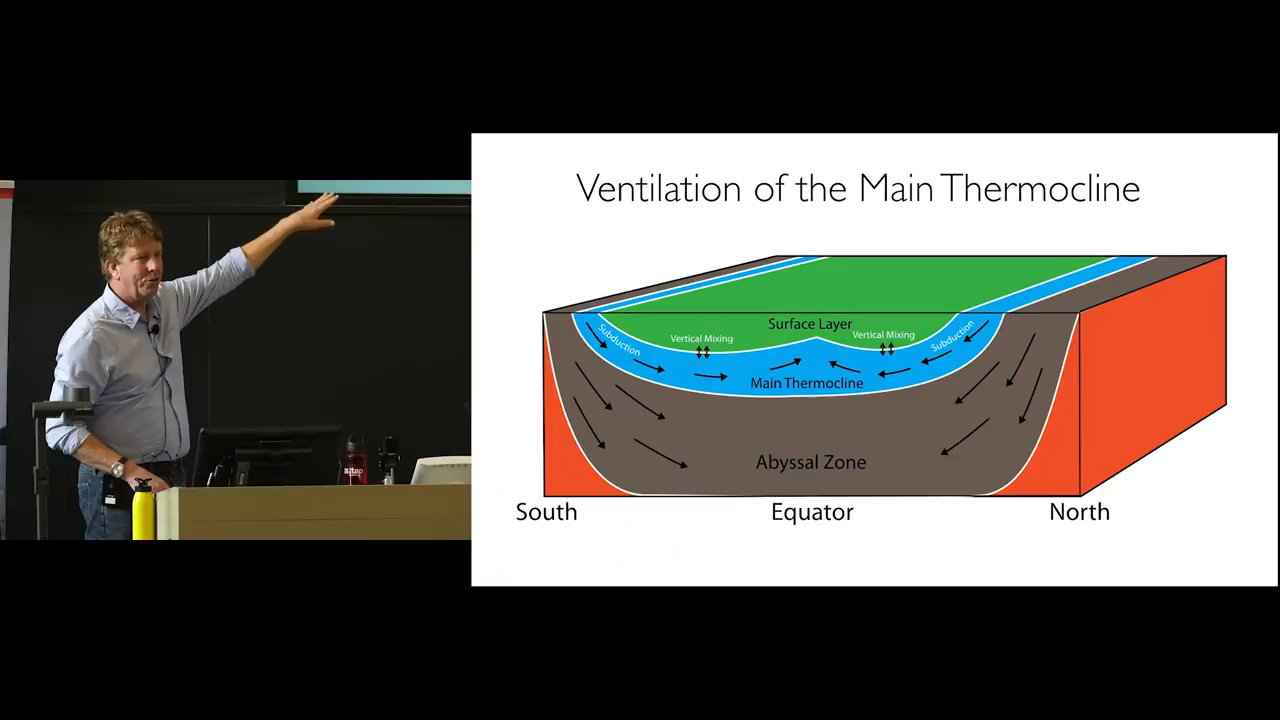 Ventilation of the Main Thermocline
Surface Layer
Subduction
Vertical Mixing
Vertical Mixing
Subduction
Main Thermocline
Abyssal Zone
South
Equator
North